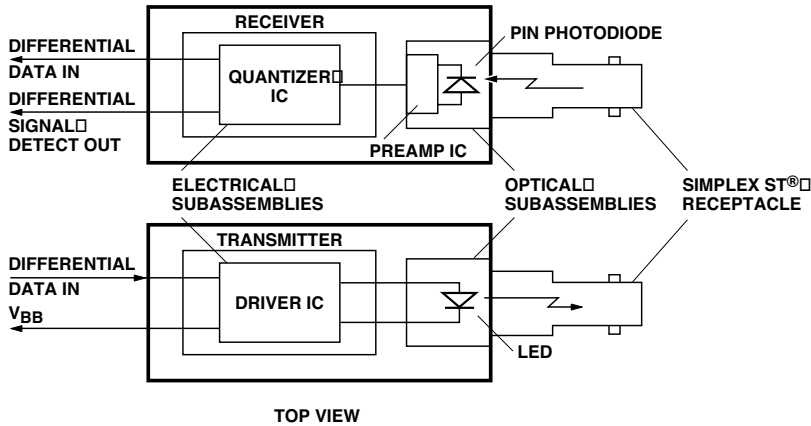 RECEIVER
DIFFERENTIAL
DATA IN
DIFFERENTIAL
SIGNAL□
DETECT OUT
QUANTIZER□
IC
PIN PHOTODIODE
PREAMP IC
ELECTRICAL□
SUBASSEMBLIES
OPTICAL□
SUBASSEMBLIES
SIMPLEX ST®□
RECEPTACLE
TRANSMITTER
DIFFERENTIAL
DATA IN
VBB
DRIVER IC
LED
TOP VIEW